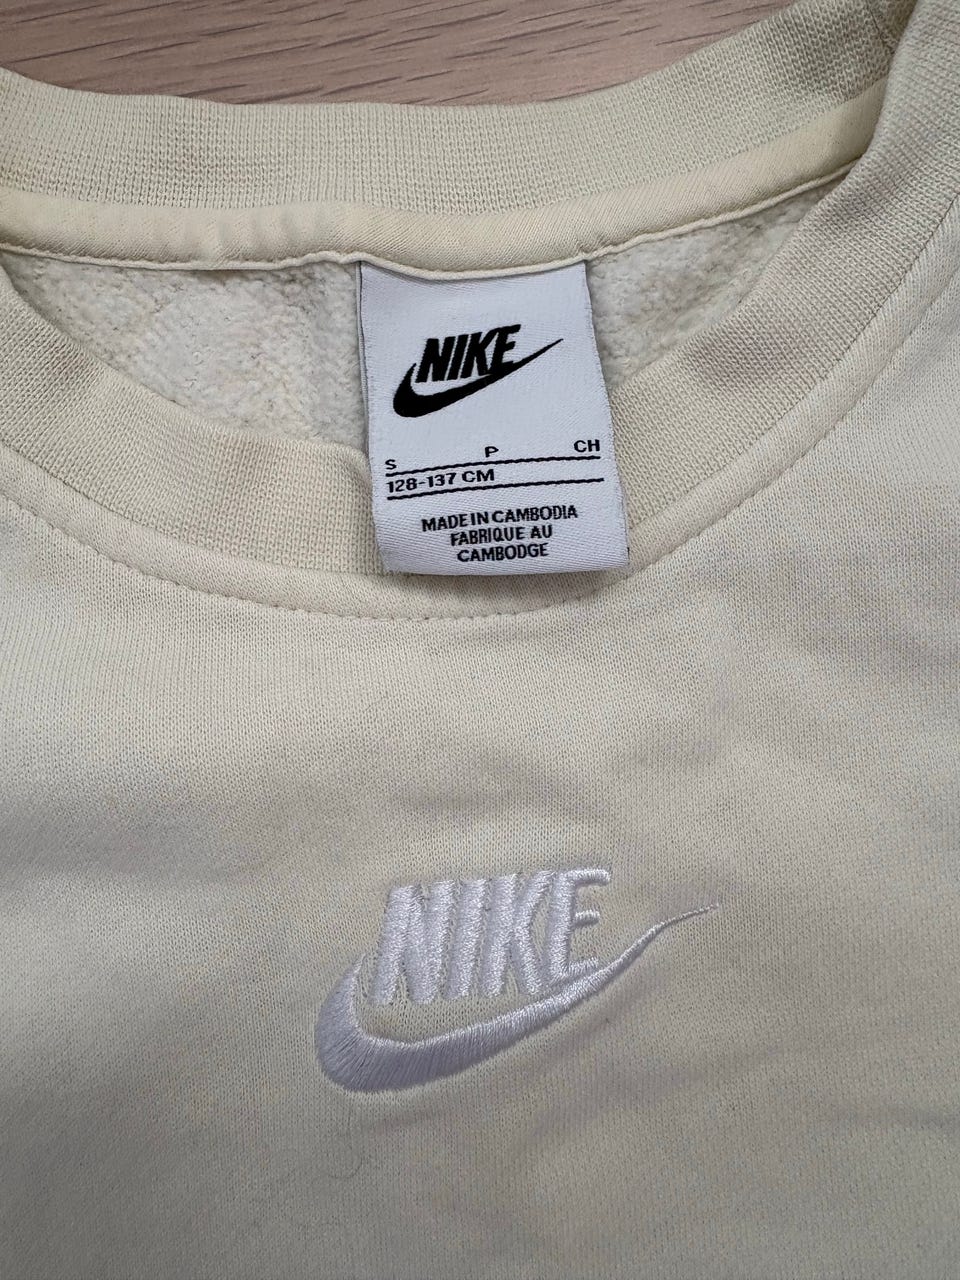 NIKE
S P CH
128-137 CM
MADE IN CAMBODIA
FABRIQUE AU
CAMBODGE
NIKE